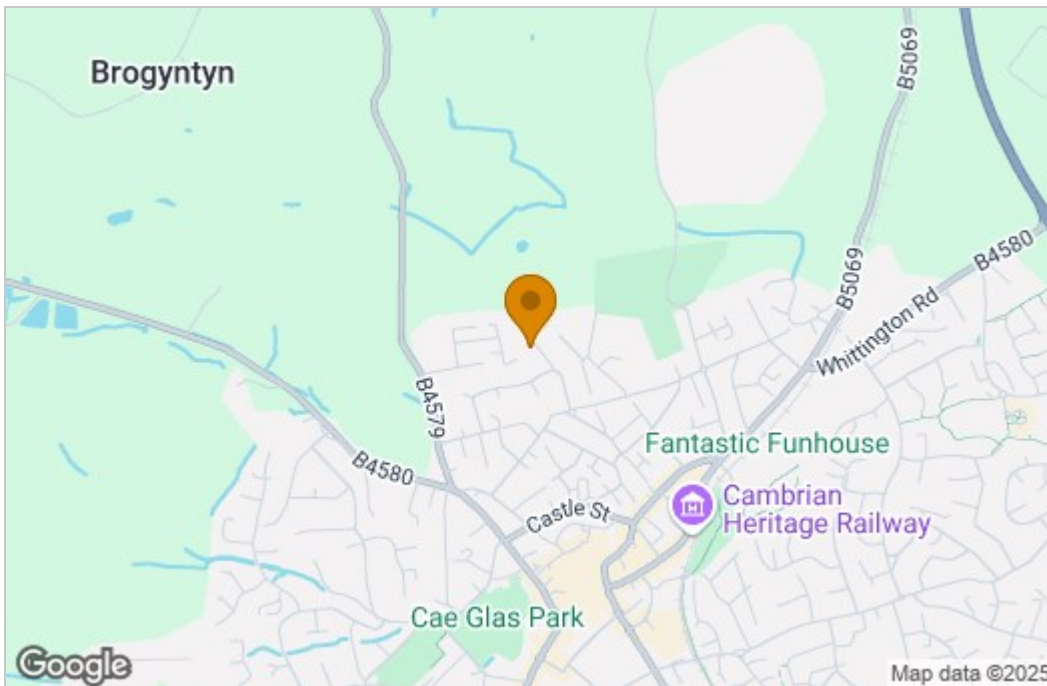 Brogyntyn
B5069
B4580
B5069
Whittington Rd
B4579
Fantastic Funhouse
B4580
Cambrian
Heritage Railway
Castle St
Cae Glas Park
Google
Map data ©2025